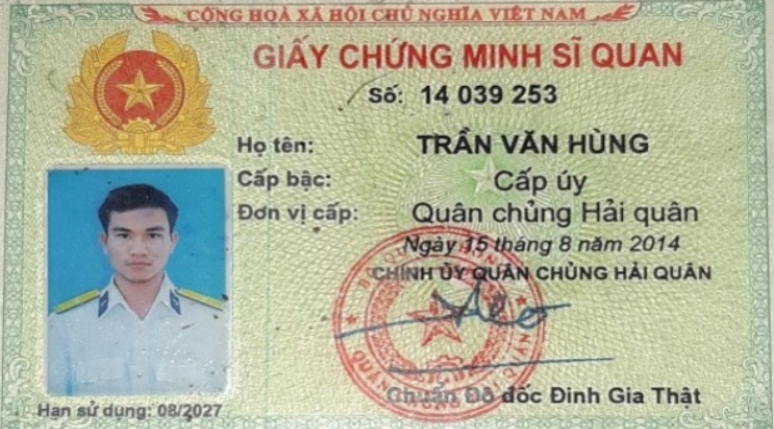 CỘNG HOÀ XÃ HỘI CHỦ NGHĨA VIỆT NAM
GIẤY CHỨNG MINH SĨ QUAN
Số: 14 039 253
Họ tên: TRẦN VĂN HÙNG
Cấp bậc: Cấp úy
Đơn vị cấp: Quân chủng Hải quân
Ngày 15 tháng 8 năm 2014
CHÍNH ỦY QUÂN CHỦNG HẢI QUÂN
Chuẩn Đô đốc Đinh Gia Thật
Hạn sử dụng: 08/2027